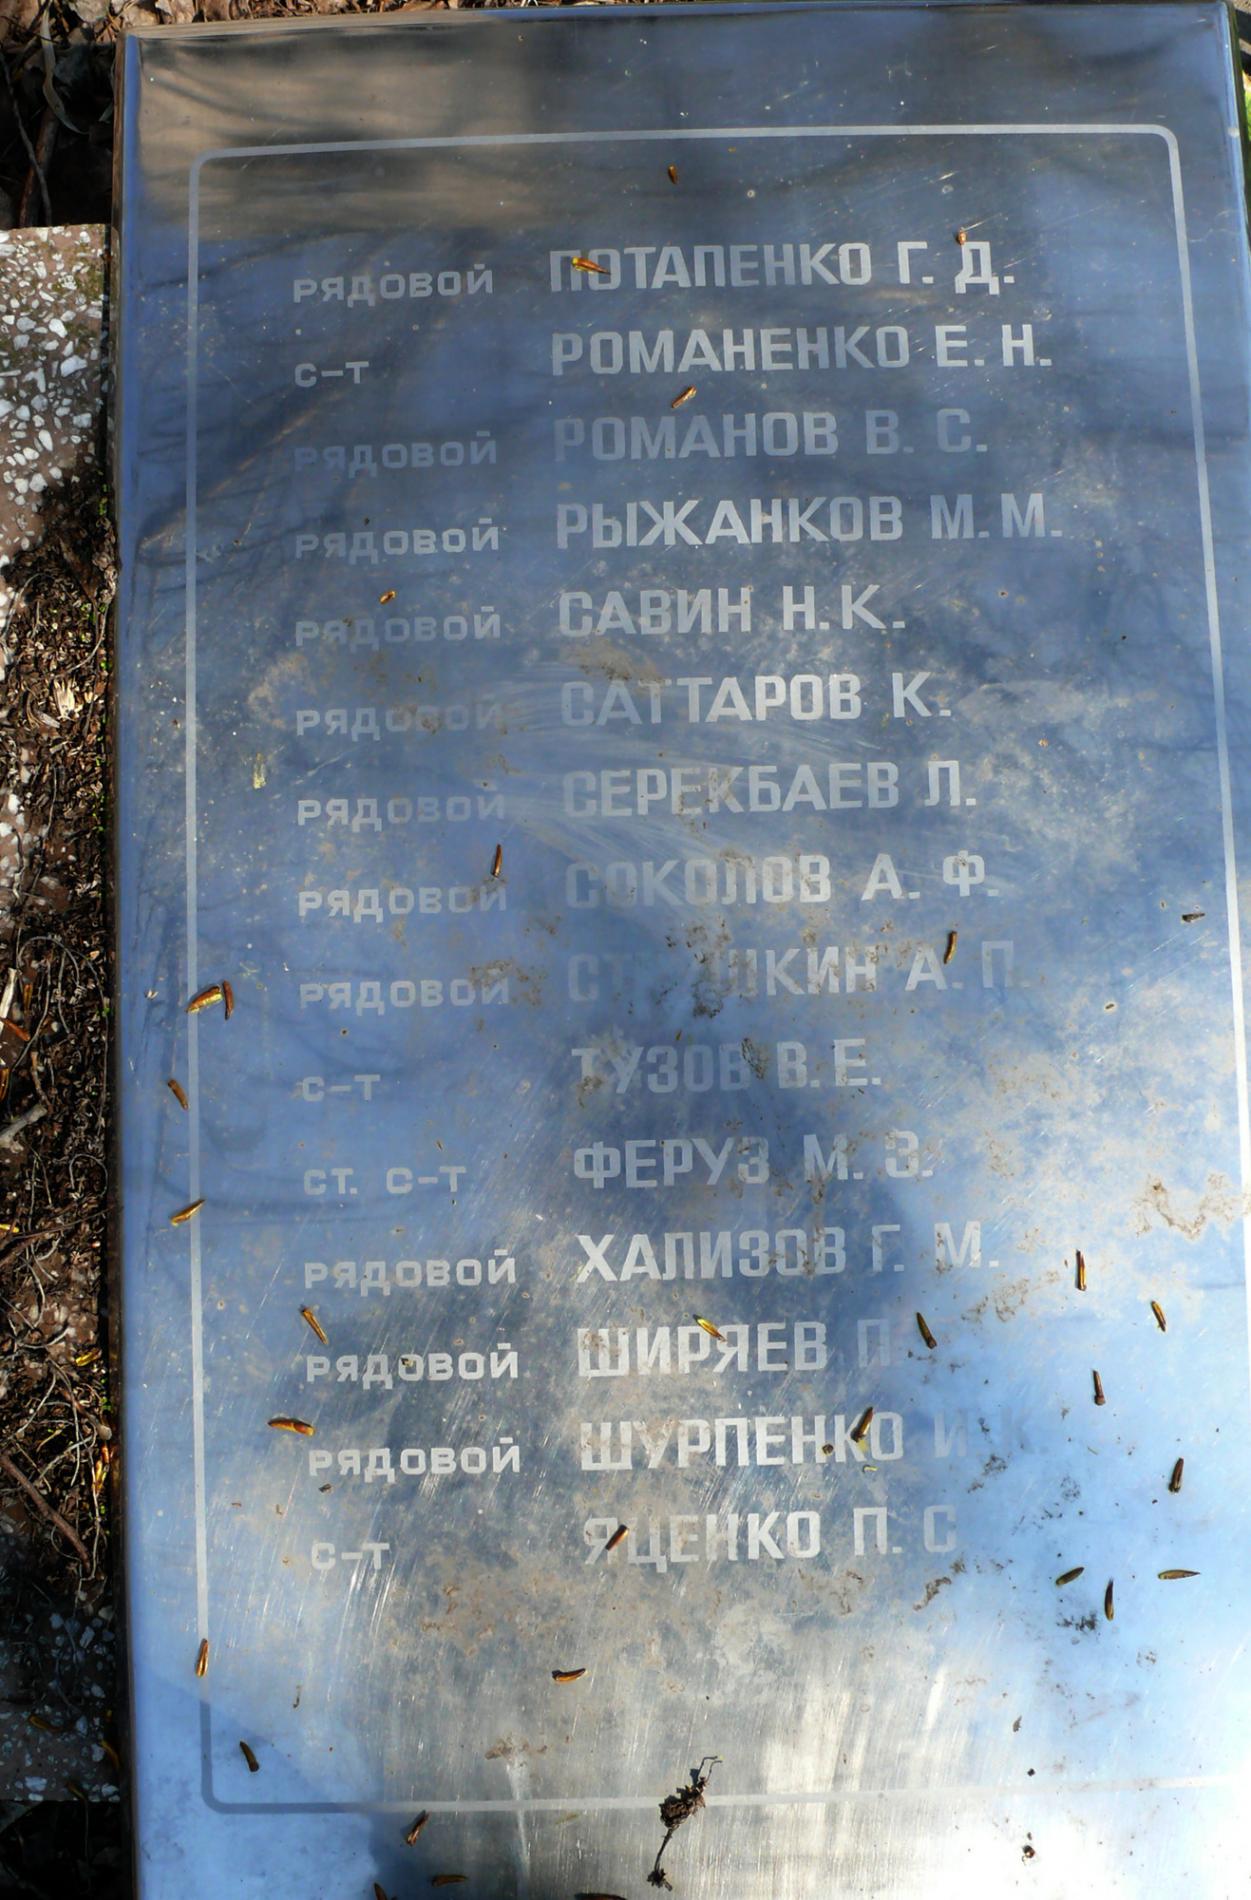 РЯДОВОЙ ПОТАПЕНКО Г. Д.
С-Т РОМАНЕНКО Е. Н.
РЯДОВОЙ РОМАНОВ В. С.
РЯДОВОЙ РЫЖАНКОВ М. М.
РЯДОВОЙ САВИН Н. К.
РЯДОВОЙ САТТАРОВ К.
РЯДОВОЙ СЕРЕКБАЕВ Л.
РЯДОВОЙ СОКОЛОВ А. Ф.
РЯДОВОЙ А. П.
С-Т ТУЗОВ В. Е.
СТ. С-Т ФЕРУЗ М. З.
РЯДОВОЙ ХАЛИЗОВ Г. М.
РЯДОВОЙ ШИРЯЕВ П.
РЯДОВОЙ ШУРПЕНКО И. К.
С-Т ЯЦЕНКО П. С